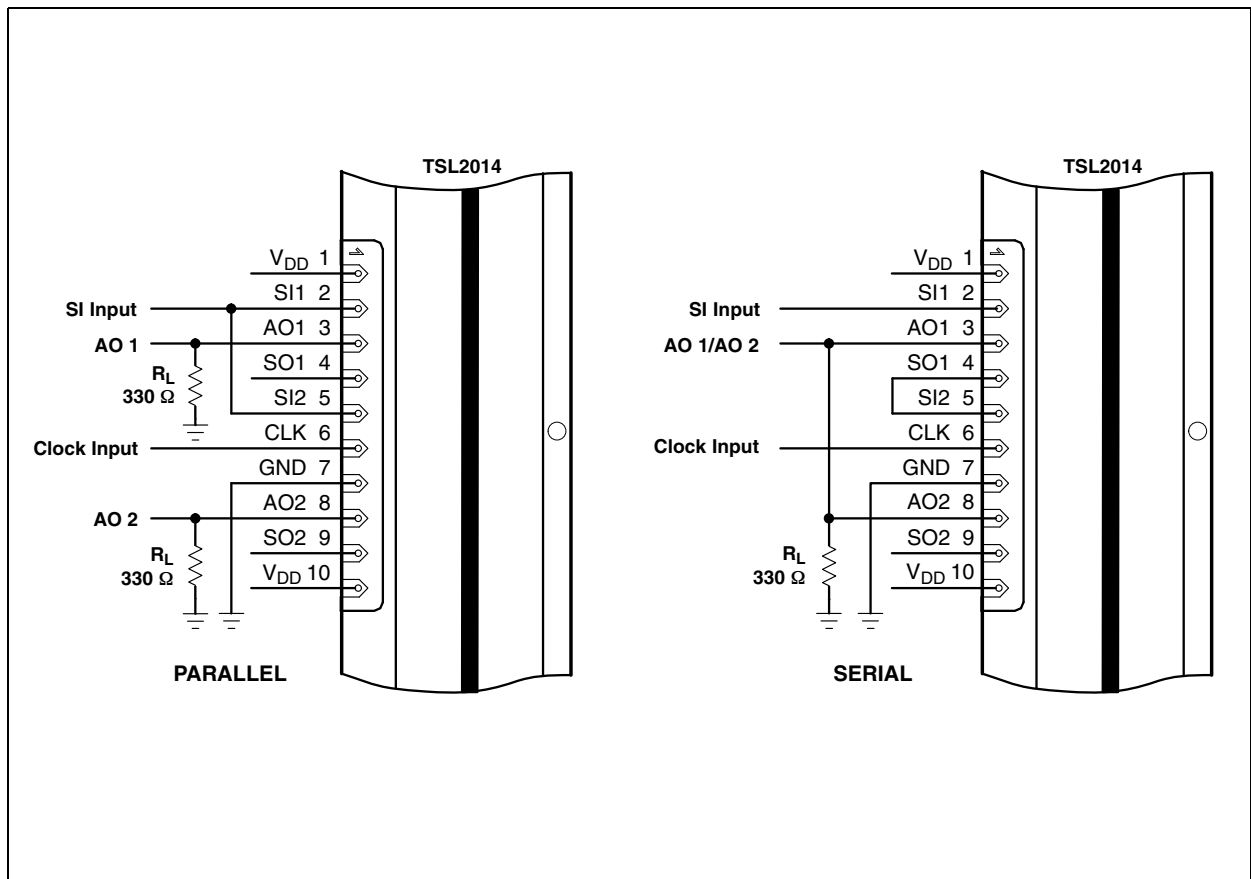 TSL2014
VDD 1
SI1 2
SI Input
AO1 3
AO 1
SO1 4
RL
330 Ω
SI2 5
CLK 6
Clock Input
GND 7
AO2 8
AO 2
SO2 9
RL
330 Ω
VDD 10
PARALLEL
TSL2014
VDD 1
SI1 2
SI Input
AO1 3
AO 1/AO 2
SO1 4
SI2 5
CLK 6
Clock Input
GND 7
AO2 8
SO2 9
RL
330 Ω
VDD 10
SERIAL